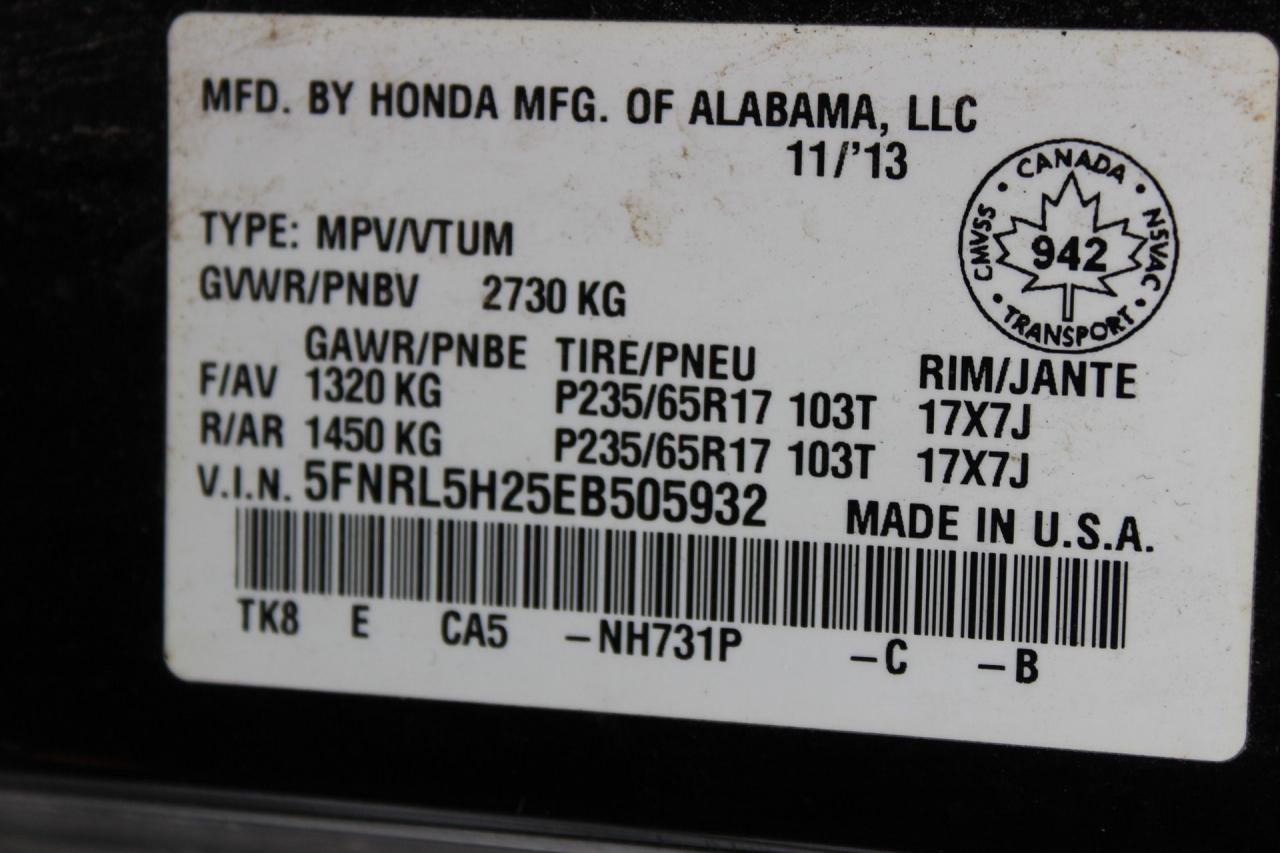 MFD. BY HONDA MFG. OF ALABAMA, LLC
11/'13
CANADA
CMVSS 942 NSVAC
TRANSPORT
TYPE: MPV/VTUM
GVWR/PNBV 2730 KG
GAWR/PNBE TIRE/PNEU RIM/JANTE
F/AV 1320 KG P235/65R17 103T 17X7J
R/AR 1450 KG P235/65R17 103T 17X7J
V.I.N. 5FNRL5H25EB505932 MADE IN U.S.A.
TK8 E CA5 –NH731P –C –B